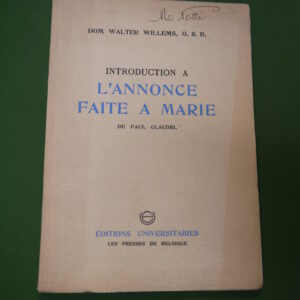 DOM WALTER WILLEMS, O. S. B.
INTRODUCTION A
L'ANNONCE
FAITE A MARIE
DE PAUL CLAUDEL
ÉDITIONS UNIVERSITAIRES
LES PRESSES DE BELGIQUE